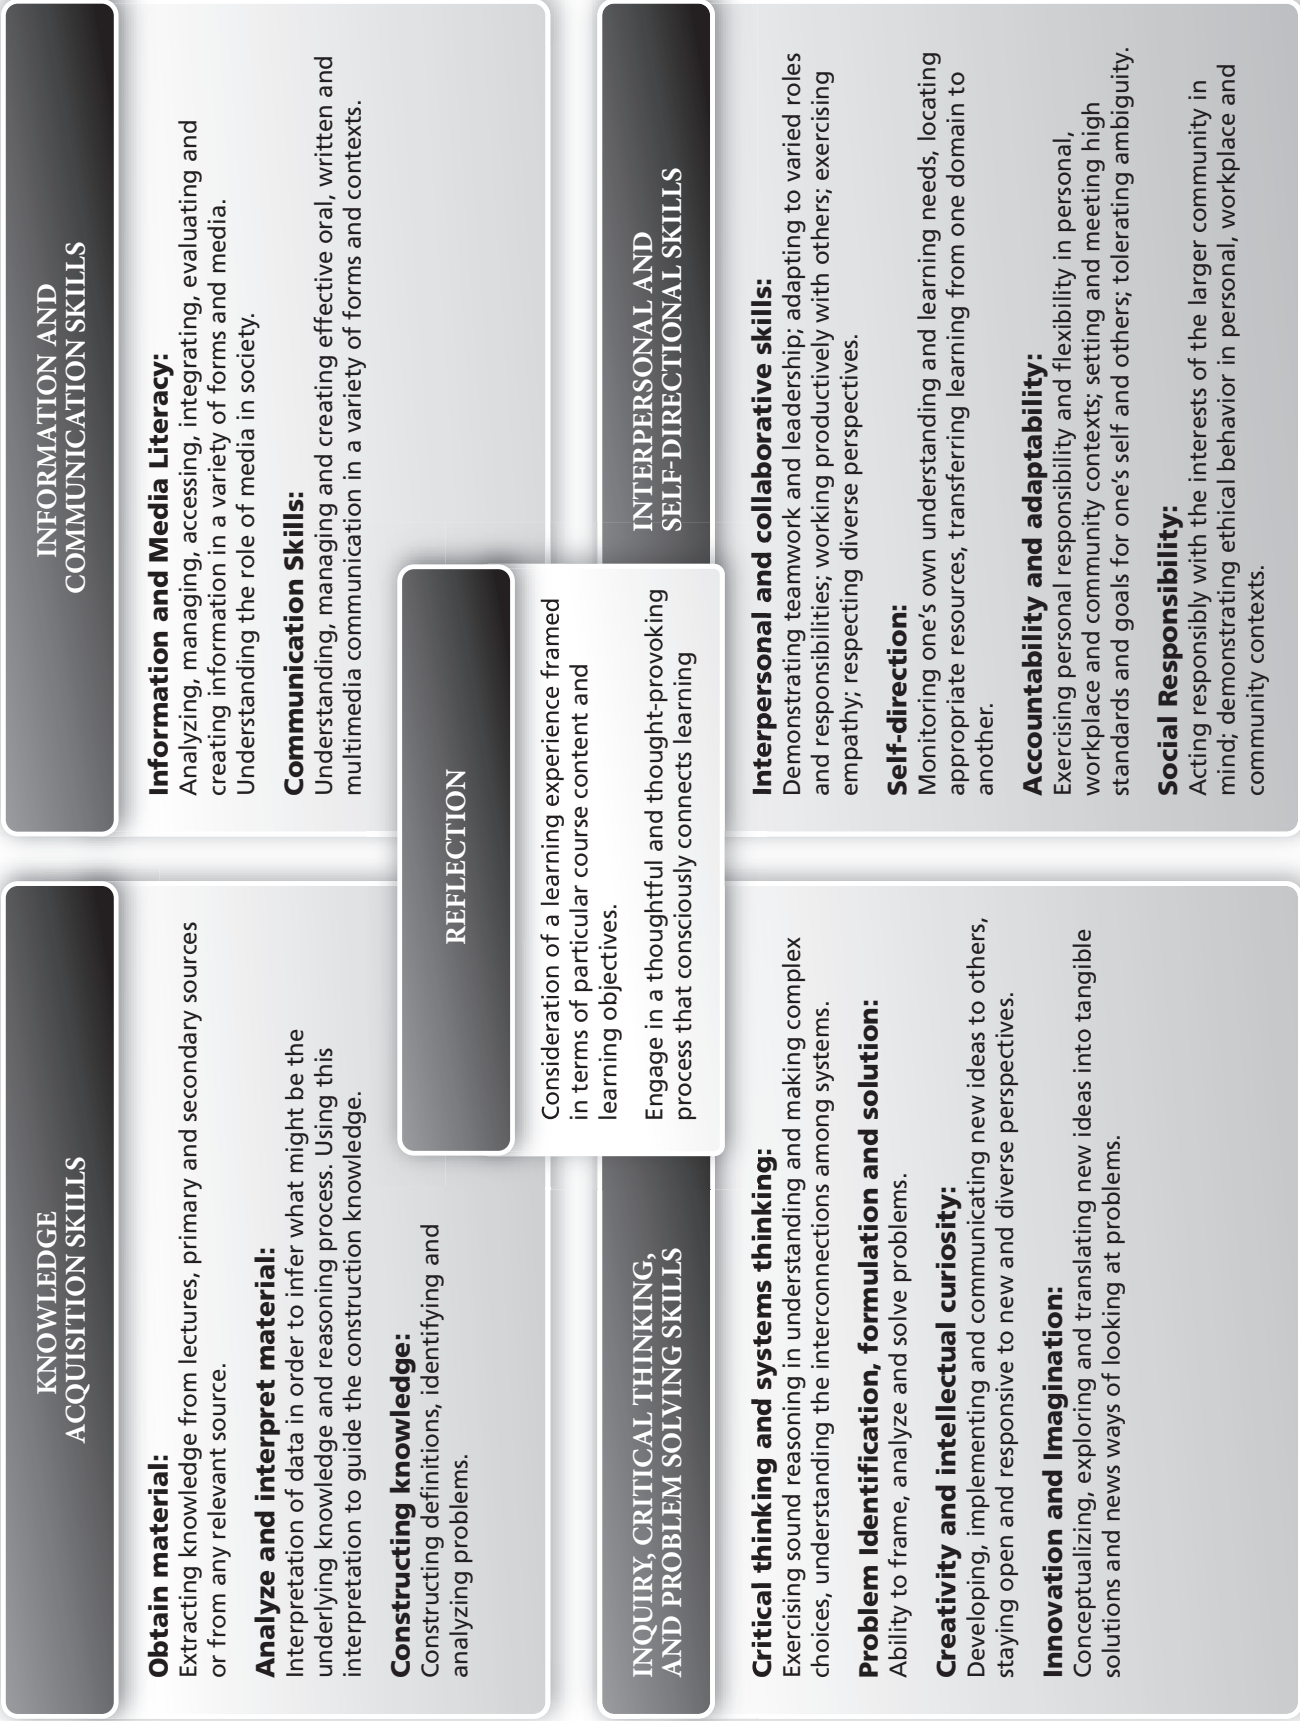 KNOWLEDGE
ACQUISITION SKILLS
Obtain material:
Extracting knowledge from lectures, primary and secondary sources
or from any relevant source.
Analyze and interpret material:
Interpretation of data in order to infer what might be the
underlying knowledge and reasoning process. Using this
interpretation to guide the construction knowledge.
Constructing knowledge:
Constructing definitions, identifying and
analyzing problems.
INFORMATION AND
COMMUNICATION SKILLS
Information and Media Literacy:
Analyzing, managing, accessing, integrating, evaluating and
creating information in a variety of forms and media.
Understanding the role of media in society.
Communication Skills:
Understanding, managing and creating effective oral, written and
multimedia communication in a variety of forms and contexts.
REFLECTION
Consideration of a learning experience framed
in terms of particular course content and
learning objectives.
Engage in a thoughtful and thought-provoking
process that consciously connects learning
INQUIRY, CRITICAL THINKING,
AND PROBLEM SOLVING SKILLS
Critical thinking and systems thinking:
Exercising sound reasoning in understanding and making complex
choices, understanding the interconnections among systems.
Problem Identification, formulation and solution:
Ability to frame, analyze and solve problems.
Creativity and intellectual curiosity:
Developing, implementing and communicating new ideas to others,
staying open and responsive to new and diverse perspectives.
Innovation and Imagination:
Conceptualizing, exploring and translating new ideas into tangible
solutions and news ways of looking at problems.
INTERPERSONAL AND
SELF-DIRECTIONAL SKILLS
Interpersonal and collaborative skills:
Demonstrating teamwork and leadership; adapting to varied roles
and responsibilities; working productively with others; exercising
empathy; respecting diverse perspectives.
Self-direction:
Monitoring one’s own understanding and learning needs, locating
appropriate resources, transferring learning from one domain to
another.
Accountability and adaptability:
Exercising personal responsibility and flexibility in personal,
workplace and community contexts; setting and meeting high
standards and goals for one’s self and others; tolerating ambiguity.
Social Responsibility:
Acting responsibly with the interests of the larger community in
mind; demonstrating ethical behavior in personal, workplace and
community contexts.